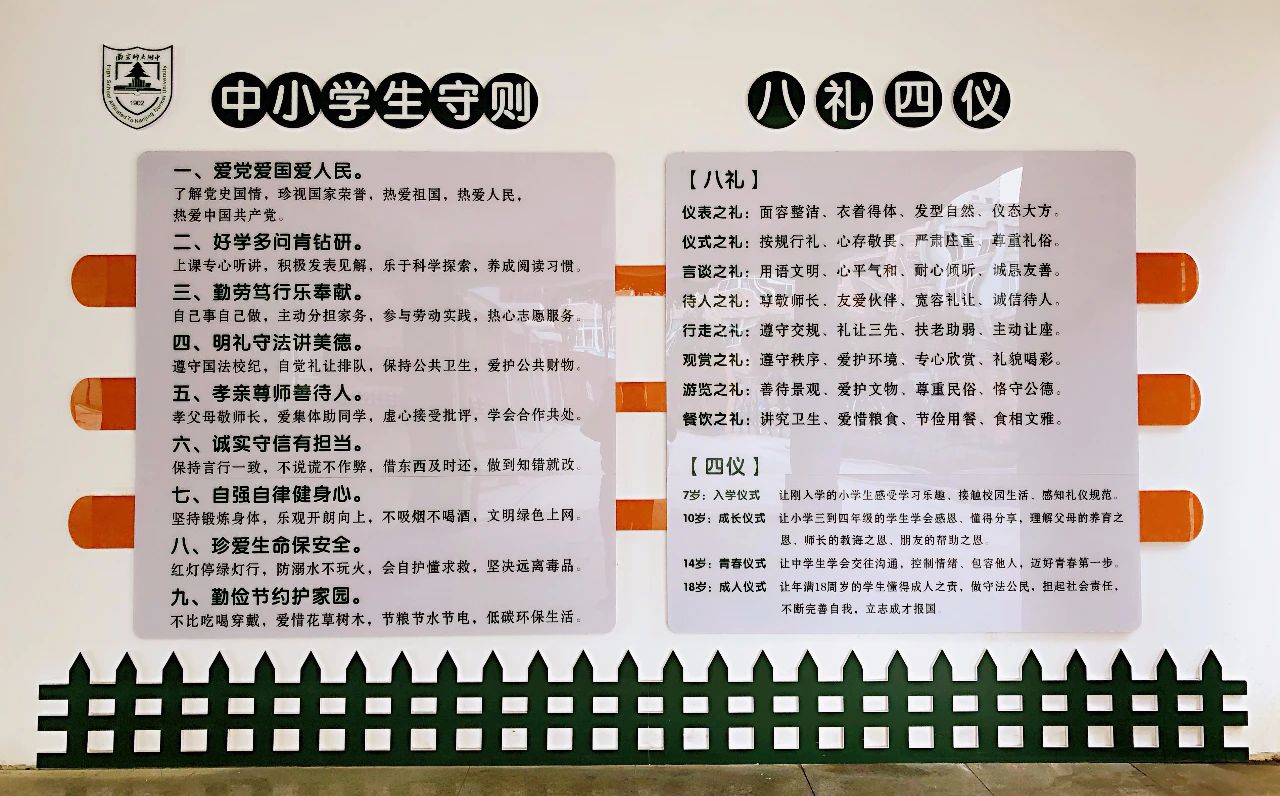 南京师大附中
High School Affiliated To Nanjing Normal University
1902
中小学生守则
一、爱党爱国爱人民。
了解党史国情，珍视国家荣誉，热爱祖国，热爱人民，
热爱中国共产党。
二、好学多问肯钻研。
上课专心听讲，积极发表见解，乐于科学探索，养成阅读习惯。
三、勤劳笃行乐奉献。
自己事自己做，主动分担家务，参与劳动实践，热心志愿服务。
四、明礼守法讲美德。
遵守国法校纪，自觉礼让排队，保持公共卫生，爱护公共财物。
五、孝亲尊师善待人。
孝父母敬师长，爱集体助同学，虚心接受批评，学会合作共处。
六、诚实守信有担当。
保持言行一致，不说谎不作弊，借东西及时还，做到知错就改。
七、自强自律健身心。
坚持锻炼身体，乐观开朗向上，不吸烟不喝酒，文明绿色上网。
八、珍爱生命保安全。
红灯停绿灯行，防溺水不玩火，会自护懂求救，坚决远离毒品。
九、勤俭节约护家园。
不比吃喝穿戴，爱惜花草树木，节粮节水节电，低碳环保生活。
八礼四仪
【八礼】
仪表之礼：面容整洁、衣着得体、发型自然、仪态大方。
仪式之礼：按规行礼、心存敬畏、严肃庄重、尊重礼俗。
言谈之礼：用语文明、心平气和、耐心倾听、诚恳友善。
待人之礼：尊敬师长、友爱伙伴、宽容礼让、诚信待人。
行走之礼：遵守交规、礼让三先、扶老助弱、主动让座。
观赏之礼：遵守秩序、爱护环境、专心欣赏、礼貌喝彩。
游览之礼：善待景观、爱护文物、尊重民俗、恪守公德。
餐饮之礼：讲究卫生、爱惜粮食、节俭用餐、食相文雅。
【四仪】
7岁：入学仪式 让刚入学的小学生感受学习乐趣、接触校园生活、感知礼仪规范。
10岁：成长仪式 让小学三到四年级的学生学会感恩、懂得分享，理解父母的养育之
恩、师长的教诲之恩、朋友的帮助之恩。
14岁：青春仪式 让中学生学会交往沟通，控制情绪、包容他人，迈好青春第一步。
18岁：成人仪式 让年满18周岁的学生懂得成人之责，做守法公民，担起社会责任，
不断完善自我，立志成才报国。